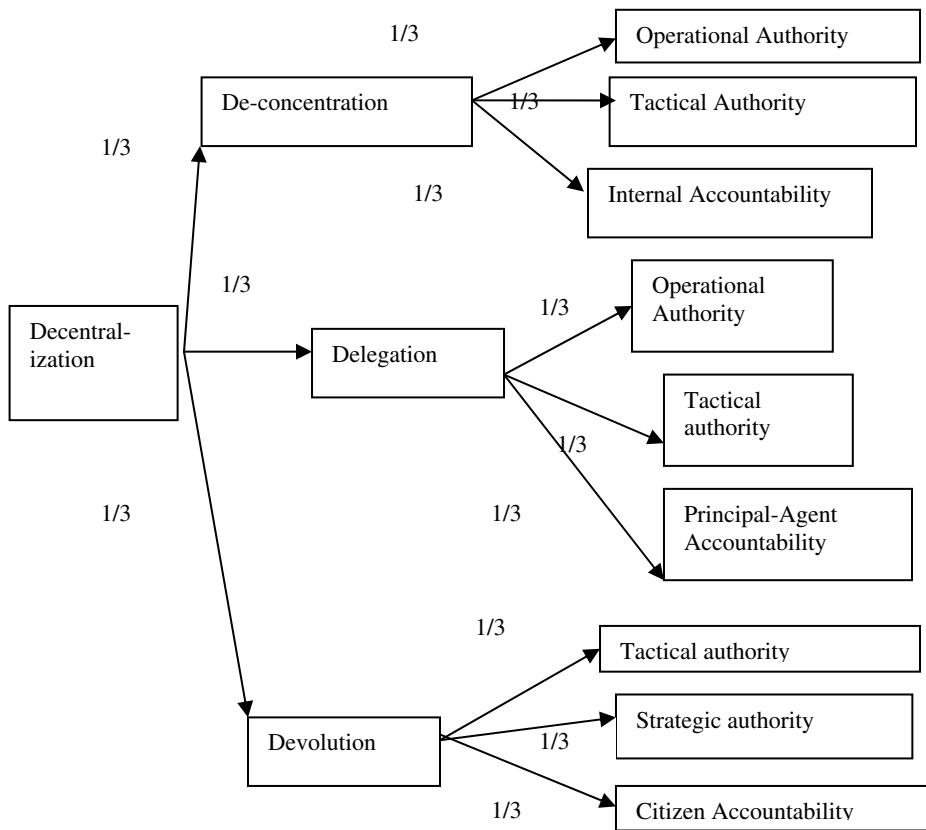 1/3
Operational Authority
De-concentration
1/3
Tactical Authority
1/3
1/3
Internal Accountability
1/3
Operational
Authority
1/3
Decentral-
ization
Delegation
Tactical
authority
1/3
1/3
1/3
Principal-Agent
Accountability
1/3
Tactical authority
Strategic authority
Devolution
1/3
1/3
Citizen Accountability